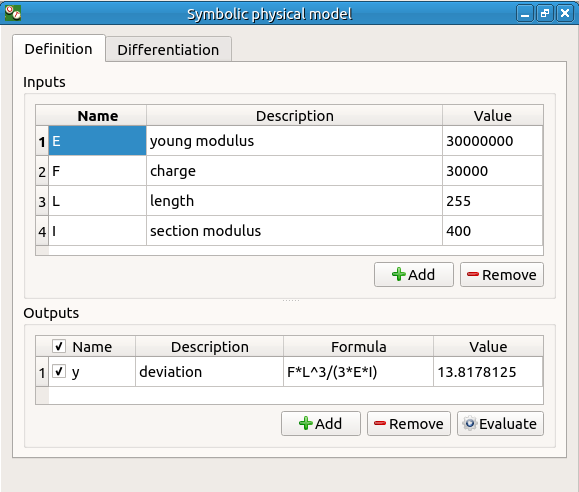 Symbolic physical model
Definition Differentiation
Inputs
Name Description Value
1 E young modulus 30000000
2 F charge 30000
3 L length 255
4 I section modulus 400
Add Remove
Outputs
Name Description Formula Value
1 y deviation F*L^3/(3*E*I) 13.8178125
Add Remove Evaluate